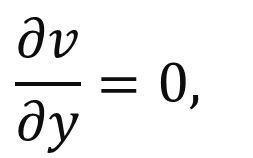 ∂v/∂y = 0,